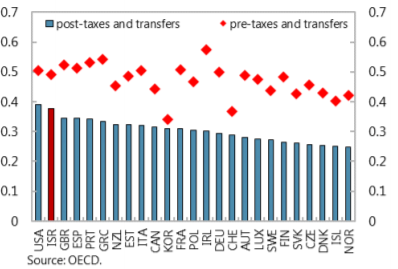 post-taxes and transfers
pre-taxes and transfers
0.7 0.7
0.6 0.6
0.5 0.5
0.4 0.4
0.3 0.3
0.2 0.2
0.1 0.1
0 0
USA ISR GBR ESP PRT GRC NZL EST ITA CAN KOR FRA POL IRL DEU CHE AUT LUX SWE FIN SVK CZE DNK ISL NOR
Source: OECD.